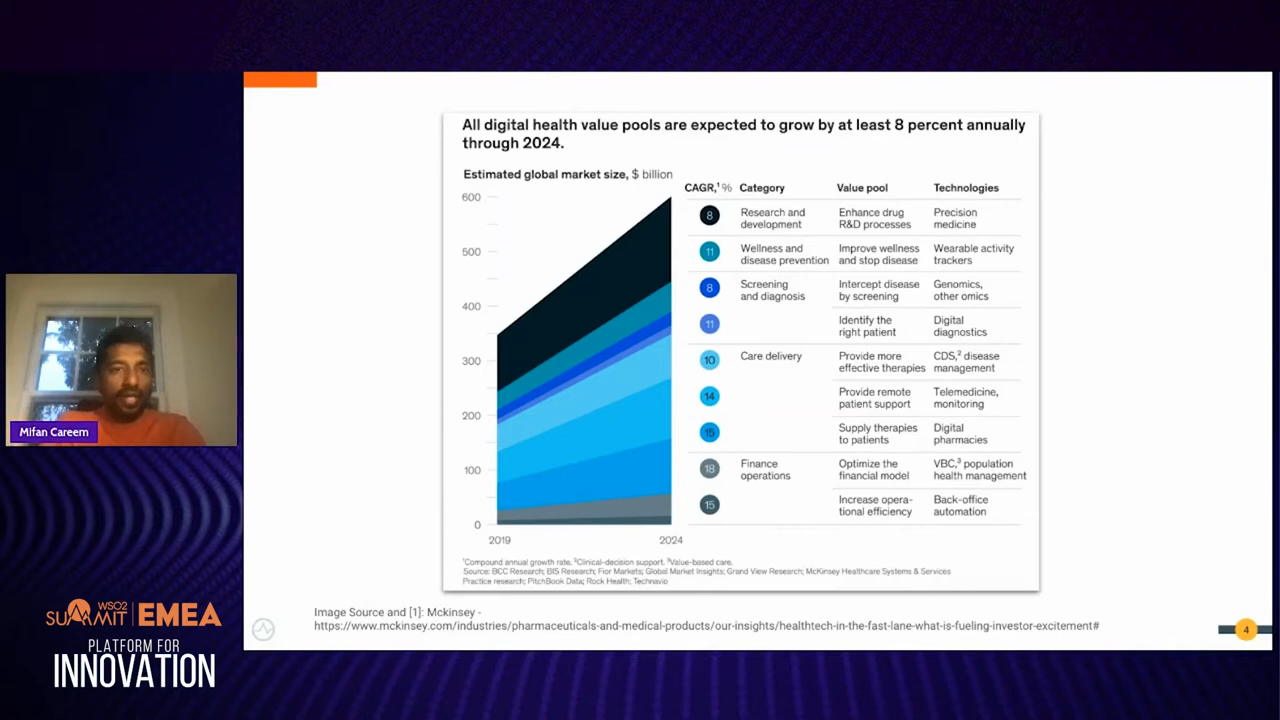 All digital health value pools are expected to grow by at least 8 percent annually
through 2024.
Estimated global market size, $ billion
600
500
400
300
200
100
0
2019
2024
CAGR,¹ %
Category
Value pool
Technologies
8
Research and
development
Enhance drug
R&D processes
Precision
medicine
11
Wellness and
disease prevention
Improve wellness
and stop disease
Wearable activity
trackers
8
Screening
and diagnosis
Intercept disease
by screening
Genomics,
other omics
11
Identify the
right patient
Digital
diagnostics
10
Care delivery
Provide more
effective therapies
CDS,² disease
management
14
Provide remote
patient support
Telemedicine,
monitoring
15
Supply therapies
to patients
Digital
pharmacies
18
Finance
operations
Optimize the
financial model
VBC,³ population
health management
15
Increase opera-
tional efficiency
Back-office
automation
¹Compound annual growth rate. ²Clinical-decision support. ³Value-based care.
Source: BCC Research; BIS Research; Fior Markets; Global Market Insights; Grand View Research; McKinsey Healthcare Systems & Services
Practice research; PitchBook Data; Rock Health; Technavio
Image Source and [1]: Mckinsey -
https://www.mckinsey.com/industries/pharmaceuticals-and-medical-products/our-insights/healthtech-in-the-fast-lane-what-is-fueling-investor-excitement#
4
Mifan Careem
WSO2
SUMMIT EMEA
PLATFORM FOR
INNOVATION